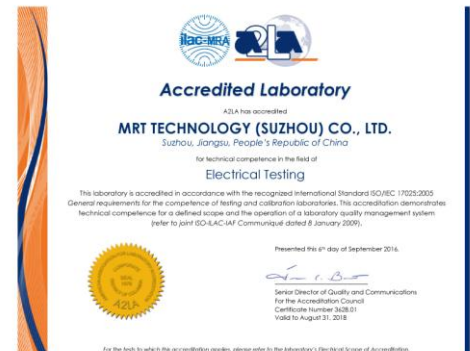 ilac-MRA
A2LA
Accredited Laboratory
A2LA has accredited
MRT TECHNOLOGY (SUZHOU) CO., LTD.
Suzhou, Jiangsu, People's Republic of China
for technical competence in the field of
Electrical Testing
This laboratory is accredited in accordance with the recognized International Standard ISO/IEC 17025:2005
General requirements for the competence of testing and calibration laboratories. This accreditation demonstrates
technical competence for a defined scope and the operation of a laboratory quality management system
(refer to joint ISO-ILAC-IAF Communiqué dated 8 January 2009).
Presented this 6th day of September 2016.
Senior Director of Quality and Communications
For the Accreditation Council
Certificate Number 3628.01
Valid to August 31, 2018
CORPORATE
SEAL
1978
A2LA
For the tests to which this accreditation applies, please refer to the laboratory's Electrical Scope of Accreditation.